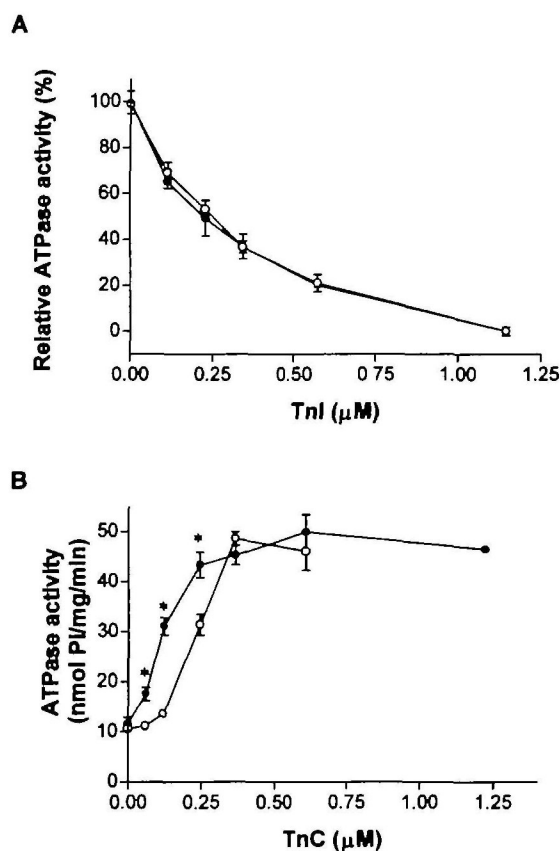 A
Relative ATPase activity (%)
100
80
60
40
20
0
0.00 0.25 0.50 0.75 1.00 1.25
TnI (μM)
B
ATPase activity
(nmol Pi/mg/min)
60
50
40
30
20
10
0
* * *
0.00 0.25 0.50 0.75 1.00 1.25
TnC (μM)